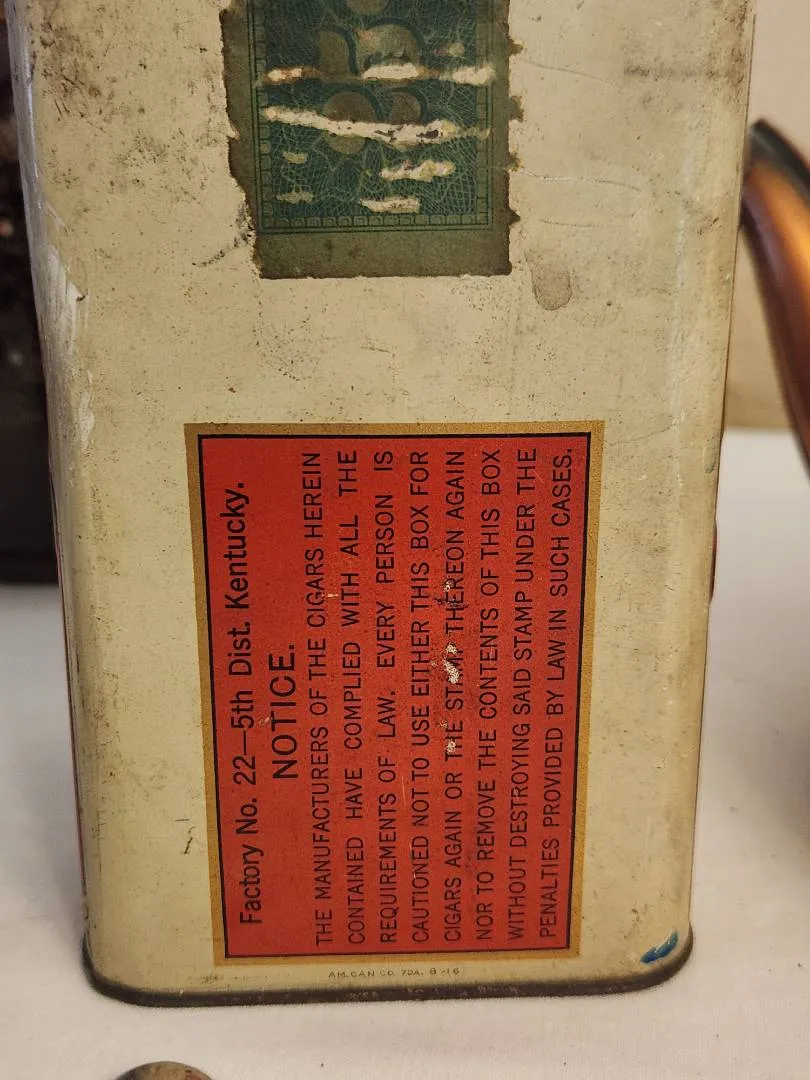 Factory No. 22—5th Dist. Kentucky.
NOTICE.
THE MANUFACTURERS OF THE CIGARS HEREIN
CONTAINED HAVE COMPLIED WITH ALL THE
REQUIREMENTS OF LAW. EVERY PERSON IS
CAUTIONED NOT TO USE EITHER THIS BOX FOR
CIGARS AGAIN OR THE STAMP THEREON AGAIN
NOR TO REMOVE THE CONTENTS OF THIS BOX
WITHOUT DESTROYING SAID STAMP UNDER THE
PENALTIES PROVIDED BY LAW IN SUCH CASES.
AM. CAN CO. 70A. 8-16